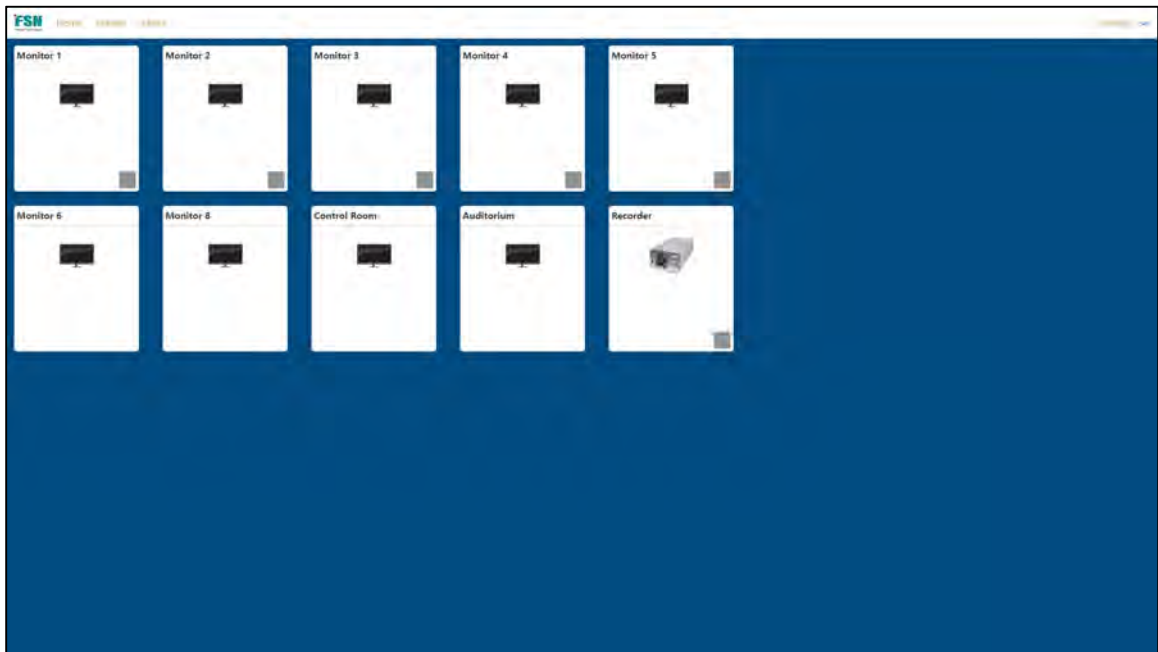 FSN
Monitor 1
Monitor 2
Monitor 3
Monitor 4
Monitor 5
Monitor 6
Monitor 8
Control Room
Auditorium
Recorder